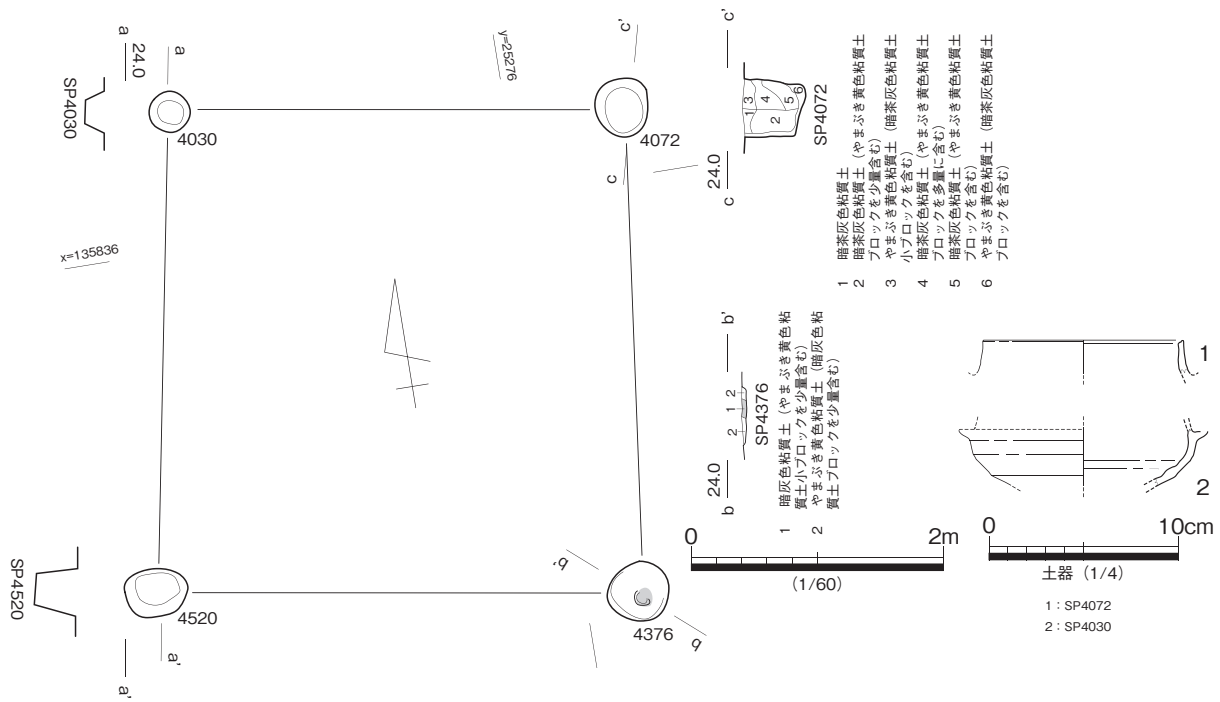 a
24.0
a
SP4030
4030
c'
y=25276
4072
c
x=135836
c'
SP4072
1
2
3
4
5
6
24.0
c
1 暗茶灰色粘質土
2 暗茶灰色粘質土（やまぶき黄色粘質土
ブロックを少量含む）
3 やまぶき黄色粘質土（暗茶灰色粘質土
小ブロックを含む）
4 暗茶灰色粘質土（やまぶき黄色粘質土
ブロックを多量に含む）
5 暗茶灰色粘質土（やまぶき黄色粘質土
ブロックを含む）
6 やまぶき黄色粘質土（暗茶灰色粘質土
ブロックを含む）
b'
2
1
2
SP4376
24.0
b
1 暗灰色粘質土（やまぶき黄色粘
質土小ブロックを少量含む）
2 やまぶき黄色粘質土（暗灰色粘
質土ブロックを少量含む）
SP4520
4520
a'
a'
b'
4376
b
0 2m
(1/60)
1
2
0 10cm
土器（1/4）
1：SP4072
2：SP4030